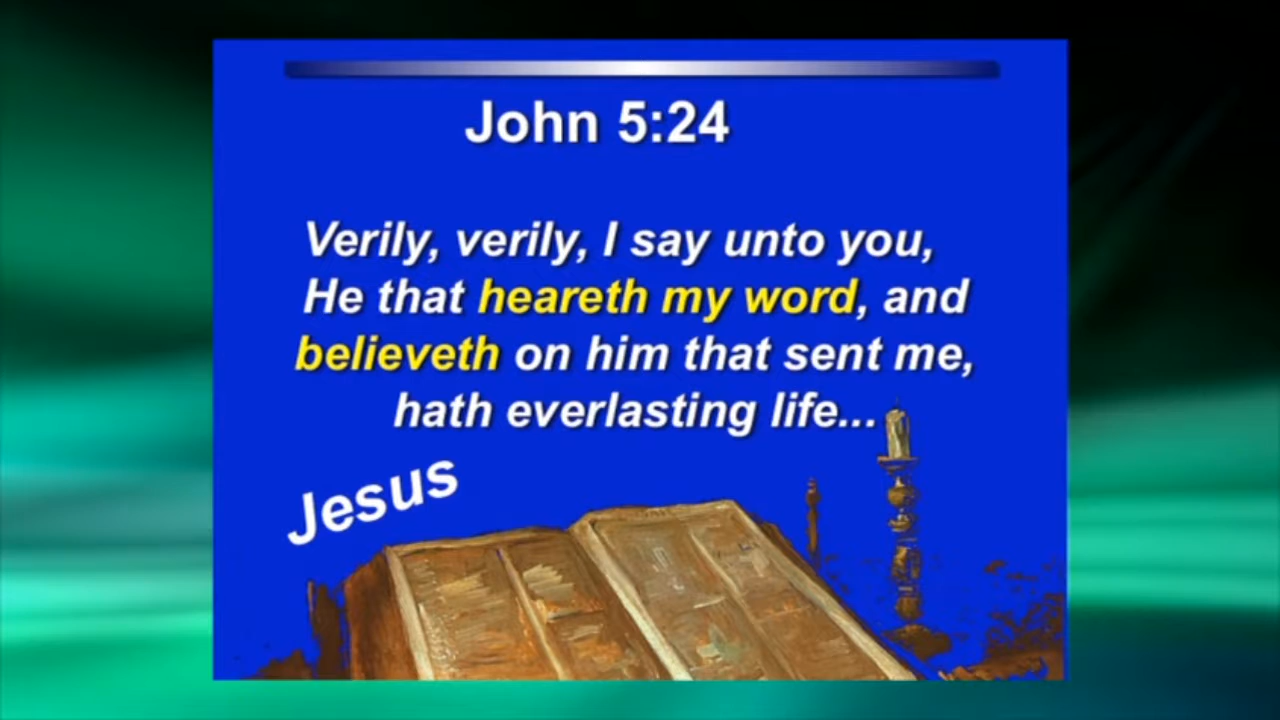 John 5:24
Verily, verily, I say unto you,
He that heareth my word, and
believeth on him that sent me,
hath everlasting life...
Jesus